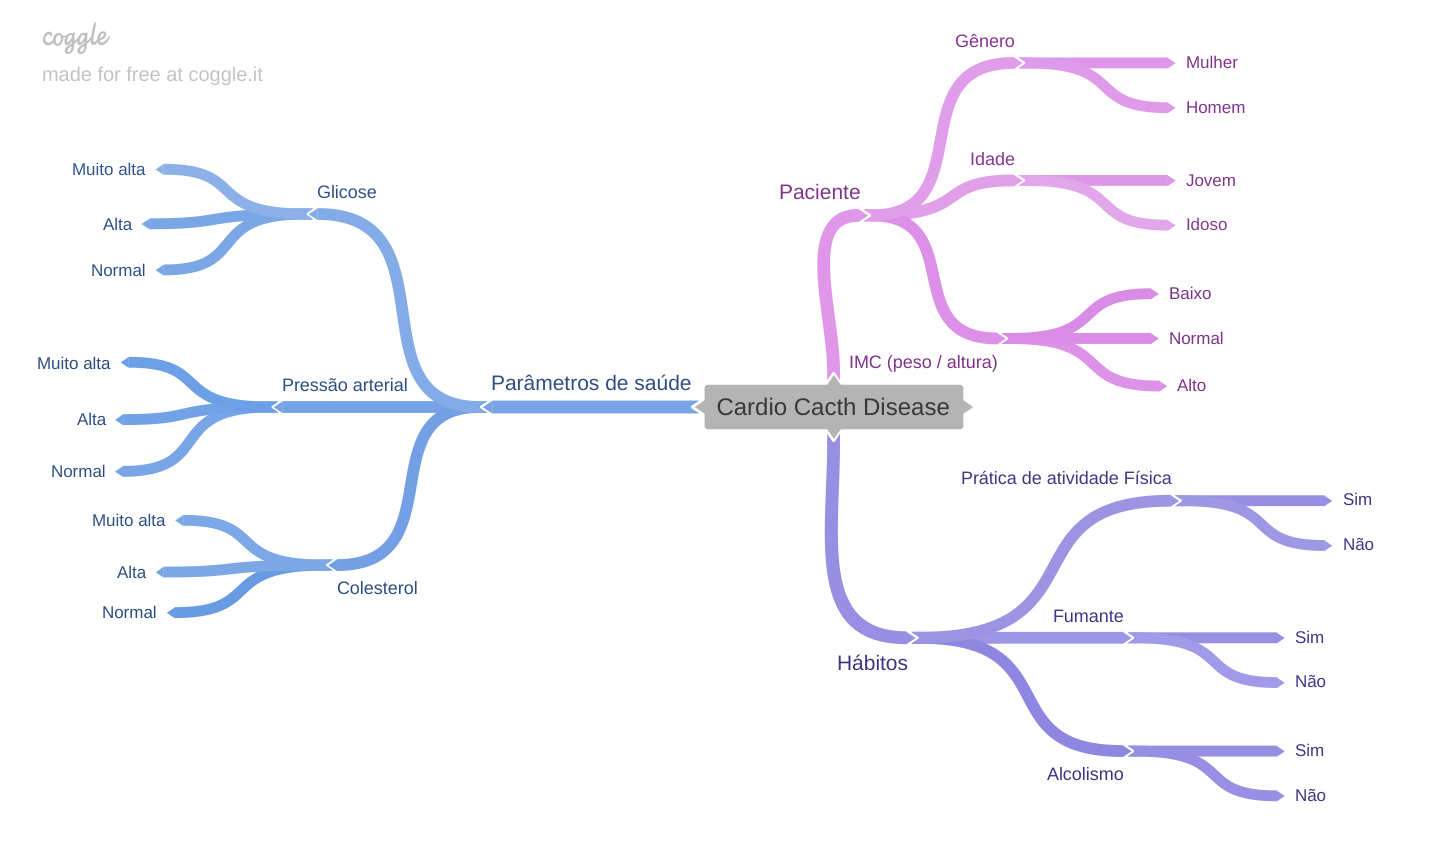 coggle
made for free at coggle.it
Cardio Cacth Disease
Paciente
Gênero
Mulher
Homem
Idade
Jovem
Idoso
IMC (peso / altura)
Baixo
Normal
Alto
Hábitos
Prática de atividade Física
Sim
Não
Fumante
Sim
Não
Alcolismo
Sim
Não
Parâmetros de saúde
Glicose
Muito alta
Alta
Normal
Pressão arterial
Muito alta
Alta
Normal
Colesterol
Muito alta
Alta
Normal